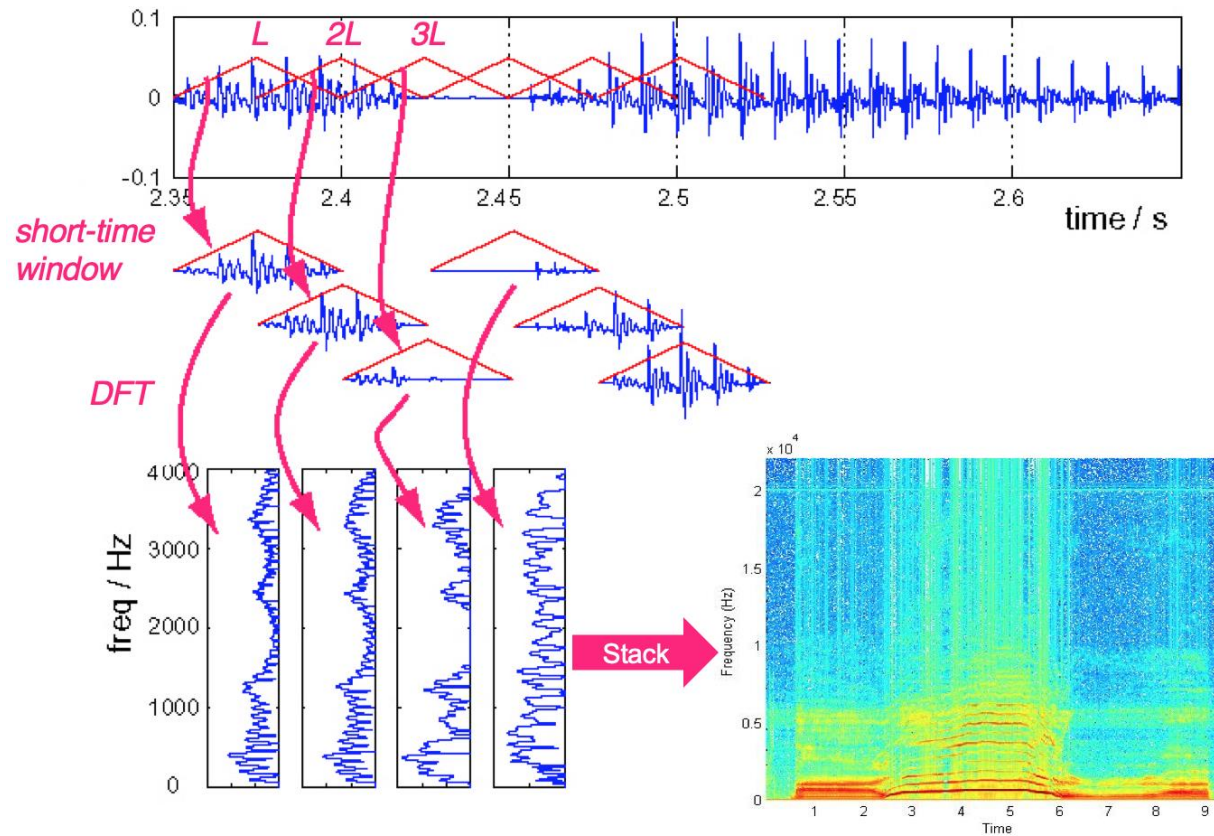 0.1
L 2L 3L
0
-0.1
2.35 2.4 2.45 2.5 2.55 2.6
time / s
short-time
window
DFT
4000
3000
2000
1000
0
freq / Hz
Stack
x 10^4
2
1.5
1
0.5
0
Frequency (Hz)
1 2 3 4 5 6 7 8 9
Time